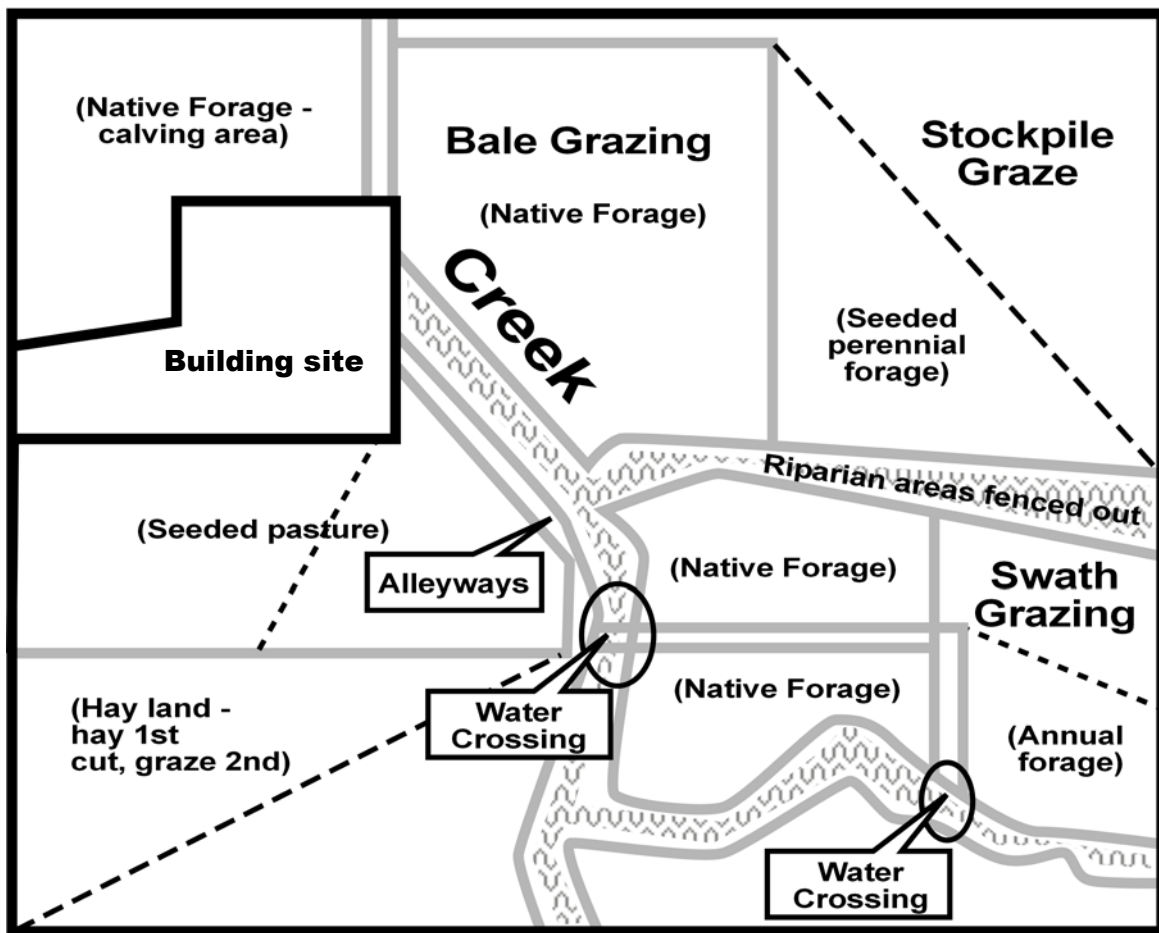 (Native Forage -
calving area)
Bale Grazing
(Native Forage)
Stockpile
Graze
Creek
(Seeded
perennial
forage)
Building site
Riparian areas fenced out
(Seeded pasture)
Alleyways
(Native Forage)
Swath
Grazing
(Native Forage)
(Hay land -
hay 1st
cut, graze 2nd)
Water
Crossing
(Annual
forage)
Water
Crossing